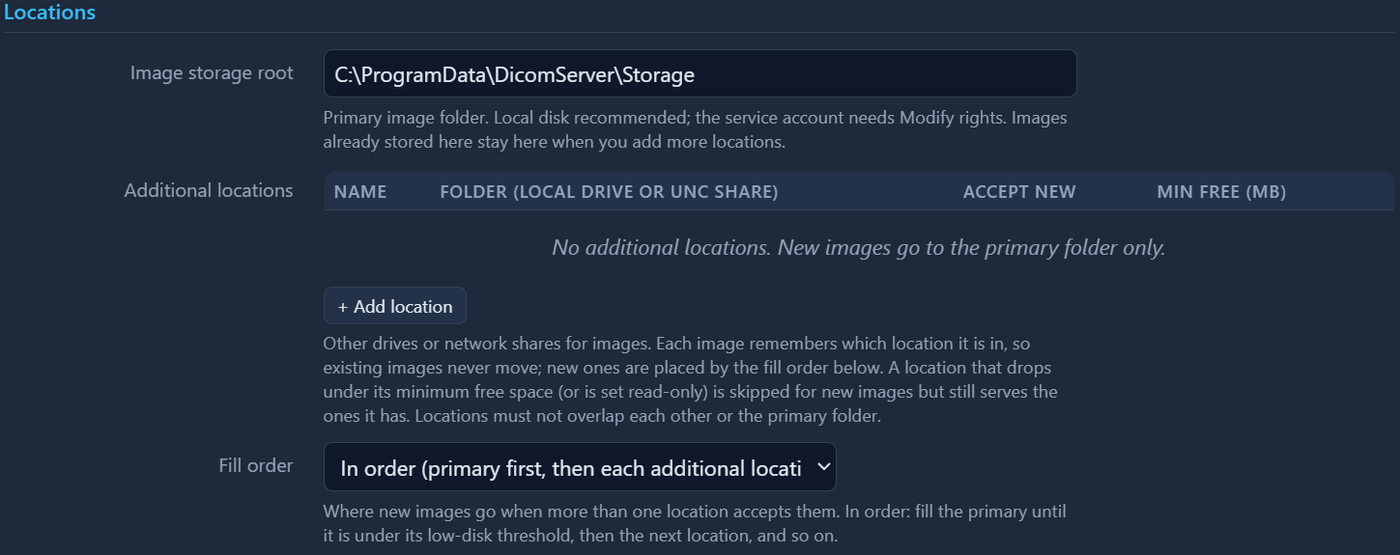 Locations
Image storage root
C:\ProgramData\DicomServer\Storage
Primary image folder. Local disk recommended; the service account needs Modify rights. Images
already stored here stay here when you add more locations.
Additional locations
NAME FOLDER (LOCAL DRIVE OR UNC SHARE) ACCEPT NEW MIN FREE (MB)
No additional locations. New images go to the primary folder only.
+ Add location
Other drives or network shares for images. Each image remembers which location it is in, so
existing images never move; new ones are placed by the fill order below. A location that drops
under its minimum free space (or is set read-only) is skipped for new images but still serves the
ones it has. Locations must not overlap each other or the primary folder.
Fill order
In order (primary first, then each additional locati
Where new images go when more than one location accepts them. In order: fill the primary until
it is under its low-disk threshold, then the next location, and so on.